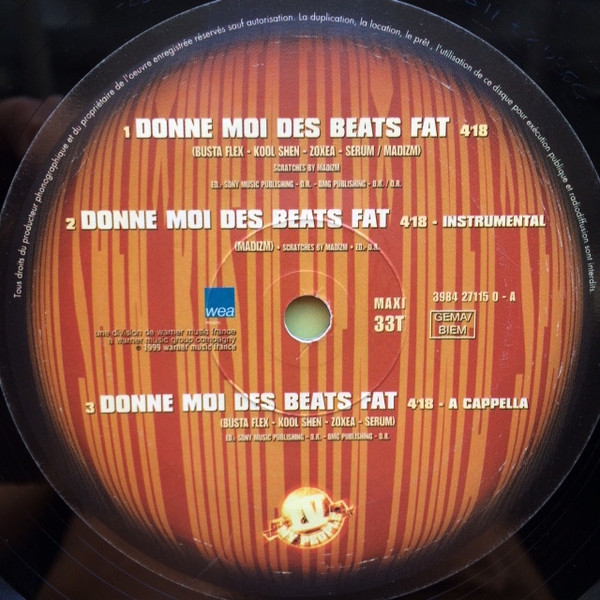 Tous droits du producteur phonographique et du propriétaire de l'oeuvre enregistrée réservés sauf autorisation. La duplication, la location, le prêt, l'utilisation de ce disque pour exécution publique et radiodiffusion sont interdits.
1 DONNE MOI DES BEATS FAT 4'18
(BUSTA FLEX - KOOL SHEN - ZOXEA - SERUM / MADIZM)
SCRATCHES BY MADIZM
ED.: SONY MUSIC PUBLISHING - D.R. - BMG PUBLISHING - D.R. / D.R.
2 DONNE MOI DES BEATS FAT 4'18 - INSTRUMENTAL
(MADIZM) • SCRATCHES BY MADIZM • ED.: D.R.
wea
MAXI
33T
3984 27115 0 - A
GEMA/
BIEM
une division de warner music france
a warner music group company
℗ 1999 warner music france
3 DONNE MOI DES BEATS FAT 4'18 - A CAPPELLA
(BUSTA FLEX - KOOL SHEN - ZOXEA - SERUM)
ED.: SONY MUSIC PUBLISHING - D.R. - BMG PUBLISHING - D.R.